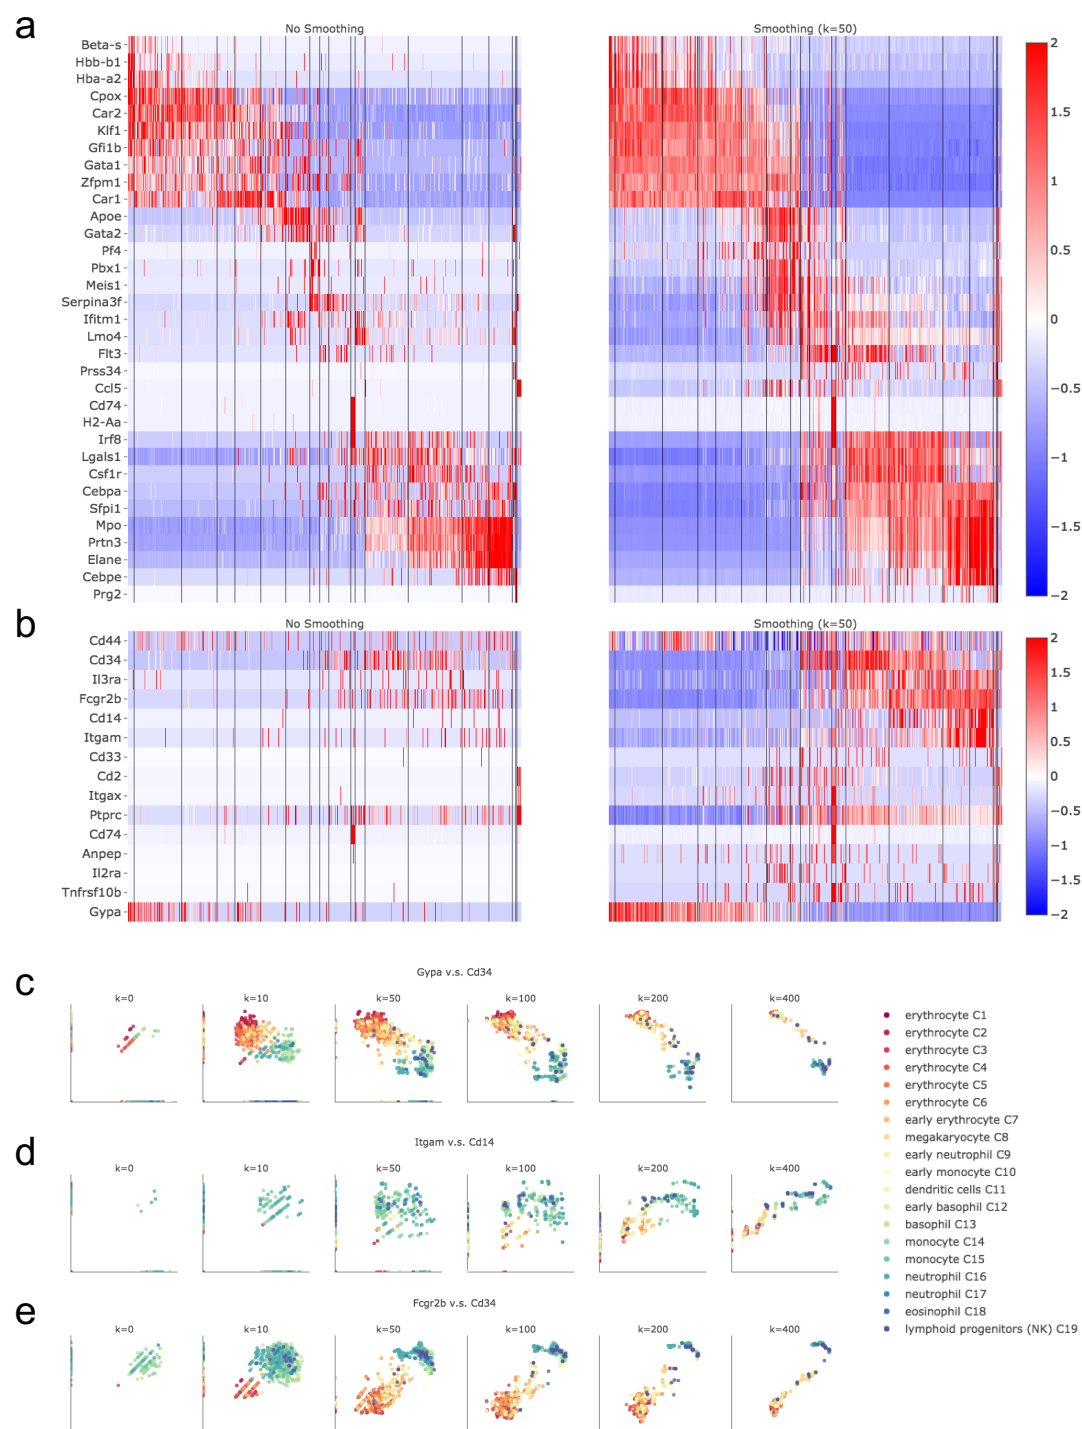 a
No Smoothing
Smoothing (k=50)
Beta-s
Hbb-b1
Hba-a2
Cpox
Car2
Klf1
Gfi1b
Gata1
Zfpm1
Car1
Apoe
Gata2
Pf4
Pbx1
Meis1
Serpina3f
Ifitm1
Lmo4
Flt3
Prss34
Ccl5
Cd74
H2-Aa
Irf8
Lgals1
Csf1r
Cebpa
Sfpi1
Mpo
Prtn3
Elane
Cebpe
Prg2
2
1.5
1
0.5
0
−0.5
−1
−1.5
−2
b
No Smoothing
Smoothing (k=50)
Cd44
Cd34
Il3ra
Fcgr2b
Cd14
Itgam
Cd33
Cd2
Itgax
Ptprc
Cd74
Anpep
Il2ra
Tnfrsf10b
Gypa
2
1.5
1
0.5
0
−0.5
−1
−1.5
−2
c
Gypa v.s. Cd34
k=0 k=10 k=50 k=100 k=200 k=400
d
Itgam v.s. Cd14
k=0 k=10 k=50 k=100 k=200 k=400
e
Fcgr2b v.s. Cd34
k=0 k=10 k=50 k=100 k=200 k=400
erythrocyte C1
erythrocyte C2
erythrocyte C3
erythrocyte C4
erythrocyte C5
erythrocyte C6
early erythrocyte C7
megakaryocyte C8
early neutrophil C9
early monocyte C10
dendritic cells C11
early basophil C12
basophil C13
monocyte C14
monocyte C15
neutrophil C16
neutrophil C17
eosinophil C18
lymphoid progenitors (NK) C19